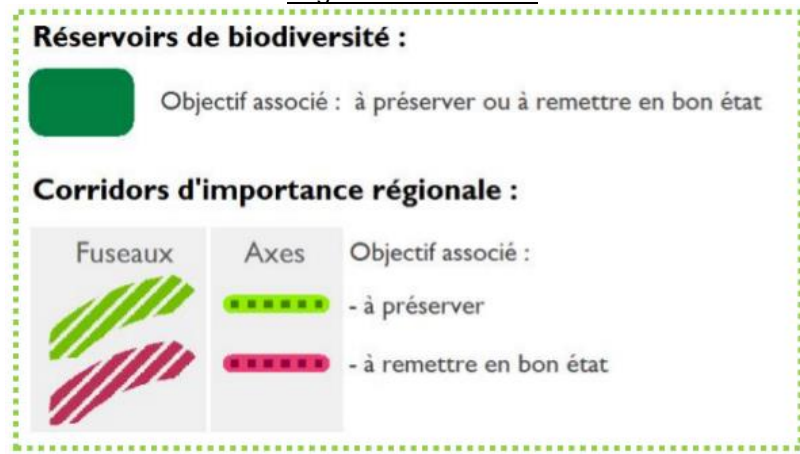 Réservoirs de biodiversité :
Objectif associé : à préserver ou à remettre en bon état
Corridors d'importance régionale :
Fuseaux Axes Objectif associé :
- à préserver
- à remettre en bon état